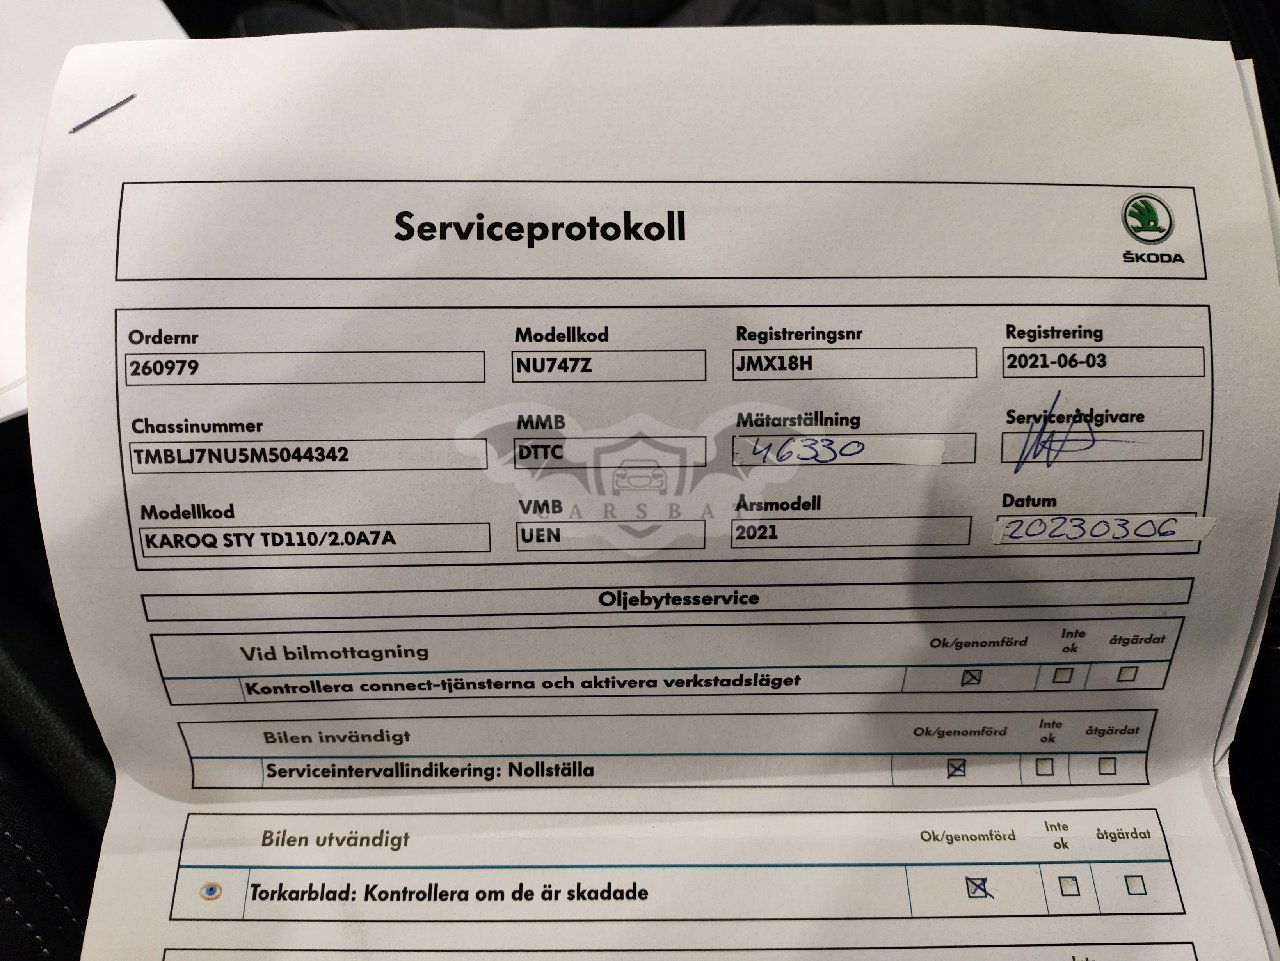 Serviceprotokoll
ŠKODA
Ordernr Modellkod Registreringsnr Registrering
260979 NU747Z JMX18H 2021-06-03
Chassinummer MMB Mätarställning Servicerådgivare
TMBLJ7NU5M5044342 DTTC 46330
Modellkod VMB Årsmodell Datum
KAROQ STY TD110/2.0A7A UEN 2021 20230306
CARSBAT
Oljebytesservice
Vid bilmottagning Ok/genomförd Inte ok åtgärdat
Kontrollera connect-tjänsterna och aktivera verkstadsläget
Bilen invändigt Ok/genomförd Inte ok åtgärdat
Serviceintervallindikering: Nollställa
Bilen utvändigt Ok/genomförd Inte ok åtgärdat
Torkarblad: Kontrollera om de är skadade